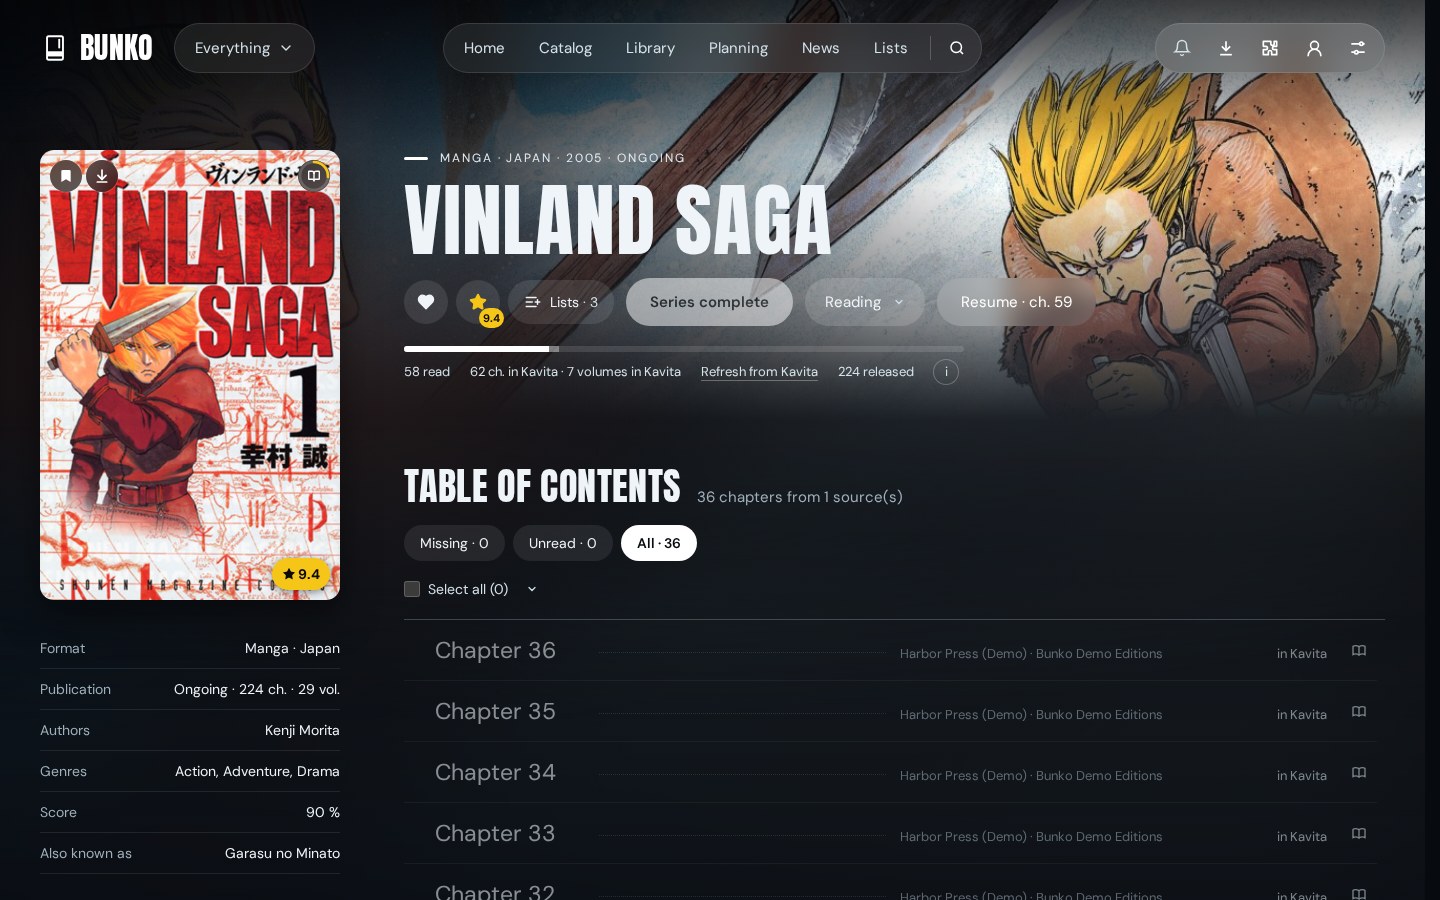 BUNKO
Everything
Home
Catalog
Library
Planning
News
Lists
MANGA · JAPAN · 2005 · ONGOING
VINLAND SAGA
Lists · 3
Series complete
Reading
Resume · ch. 59
9.4
58 read
62 ch. in Kavita · 7 volumes in Kavita
Refresh from Kavita
224 released
i
VINLAND
SAGA
1
幸村 誠
9.4
Format
Manga · Japan
Publication
Ongoing · 224 ch. · 29 vol.
Authors
Kenji Morita
Genres
Action, Adventure, Drama
Score
90 %
Also known as
Garasu no Minato
TABLE OF CONTENTS
36 chapters from 1 source(s)
Missing · 0
Unread · 0
All · 36
Select all (0)
Chapter 36
Harbor Press (Demo) · Bunko Demo Editions
in Kavita
Chapter 35
Harbor Press (Demo) · Bunko Demo Editions
in Kavita
Chapter 34
Harbor Press (Demo) · Bunko Demo Editions
in Kavita
Chapter 33
Harbor Press (Demo) · Bunko Demo Editions
in Kavita
Chapter 32
Harbor Press (Demo) · Bunko Demo Editions
in Kavita